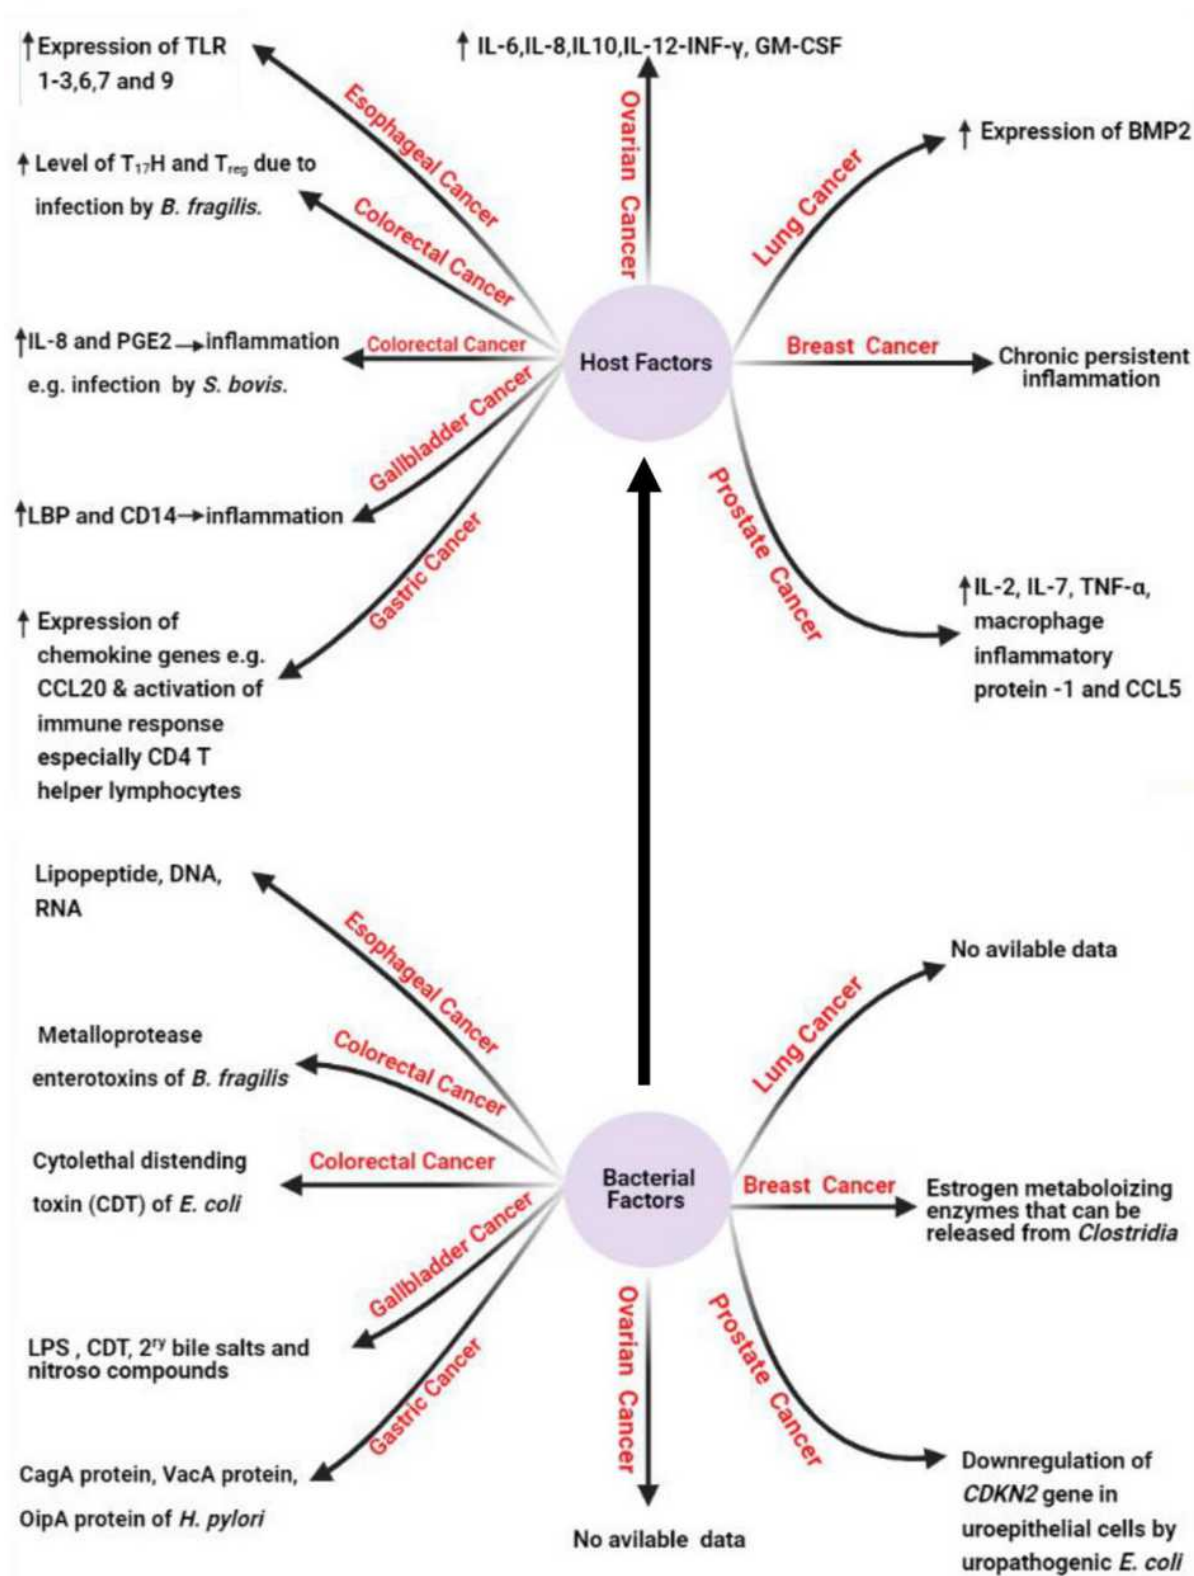 ↑ Expression of TLR
1-3,6,7 and 9
Esophageal Cancer
↑ Level of T₁₇H and Treg due to
infection by B. fragilis.
Colorectal Cancer
↑IL-8 and PGE2→inflammation
e.g. infection by S. bovis.
Colorectal Cancer
↑LBP and CD14→inflammation
Gallbladder Cancer
↑ Expression of
chemokine genes e.g.
CCL20 & activation of
immune response
especially CD4 T
helper lymphocytes
Gastric Cancer
↑ IL-6,IL-8,IL10,IL-12-INF-γ, GM-CSF
Ovarian Cancer
Host Factors
Lung Cancer
↑ Expression of BMP2
Breast Cancer
Chronic persistent
inflammation
Prostate Cancer
↑IL-2, IL-7, TNF-α,
macrophage
inflammatory
protein -1 and CCL5
Lipopeptide, DNA,
RNA
Esophageal Cancer
Metalloprotease
enterotoxins of B. fragilis
Colorectal Cancer
Cytolethal distending
toxin (CDT) of E. coli
Colorectal Cancer
LPS , CDT, 2ʳʸ bile salts and
nitroso compounds
Gallbladder Cancer
CagA protein, VacA protein,
OipA protein of H. pylori
Gastric Cancer
Bacterial
Factors
Lung Cancer
No avilable data
Breast Cancer
Estrogen metaboloizing
enzymes that can be
released from Clostridia
Ovarian Cancer
No avilable data
Prostate Cancer
Downregulation of
CDKN2 gene in
uroepithelial cells by
uropathogenic E. coli